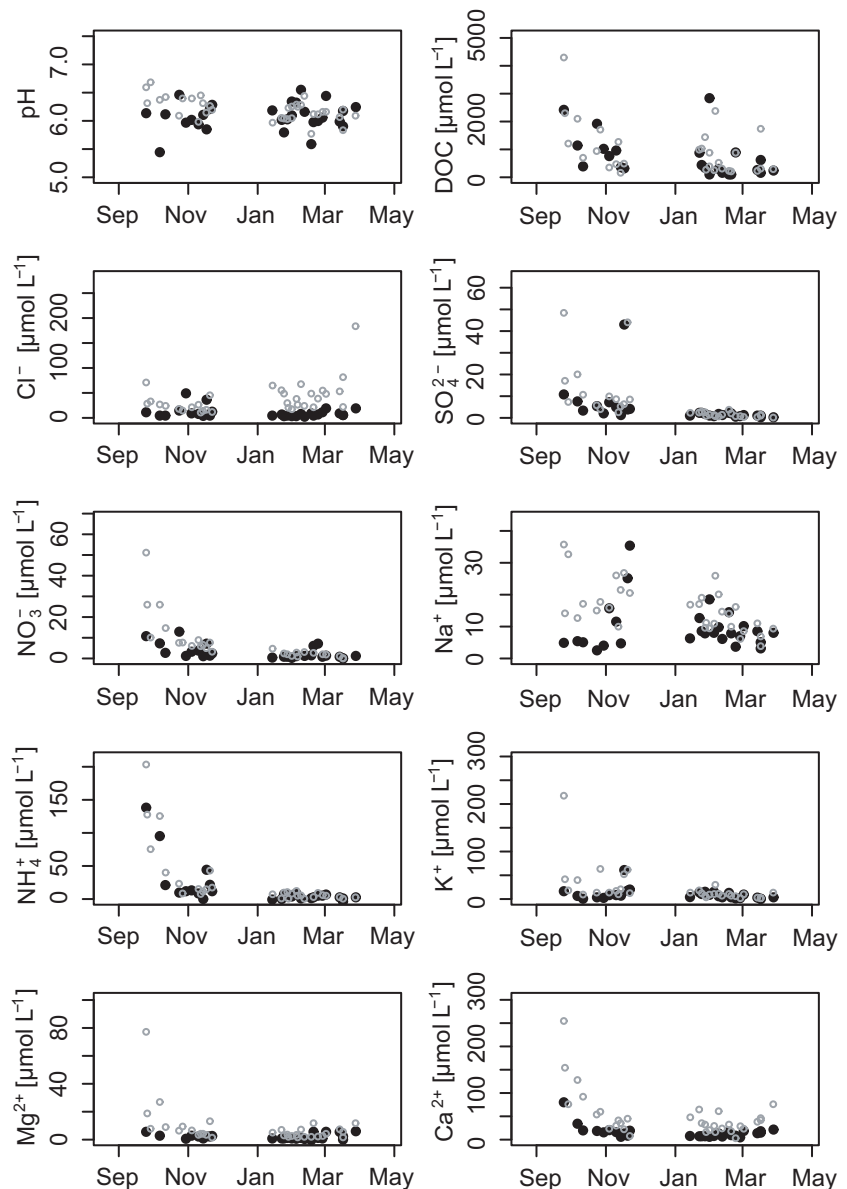 pH
5.0 6.0 7.0
Sep Nov Jan Mar May
DOC [µmol L⁻¹]
0 2000 5000
Sep Nov Jan Mar May
Cl⁻ [µmol L⁻¹]
0 100 200
Sep Nov Jan Mar May
SO₄²⁻ [µmol L⁻¹]
0 20 40 60
Sep Nov Jan Mar May
NO₃⁻ [µmol L⁻¹]
0 20 40 60
Sep Nov Jan Mar May
Na⁺ [µmol L⁻¹]
0 10 30
Sep Nov Jan Mar May
NH₄⁺ [µmol L⁻¹]
0 50 150
Sep Nov Jan Mar May
K⁺ [µmol L⁻¹]
0 100 200 300
Sep Nov Jan Mar May
Mg²⁺ [µmol L⁻¹]
0 40 80
Sep Nov Jan Mar May
Ca²⁺ [µmol L⁻¹]
0 100 200 300
Sep Nov Jan Mar May